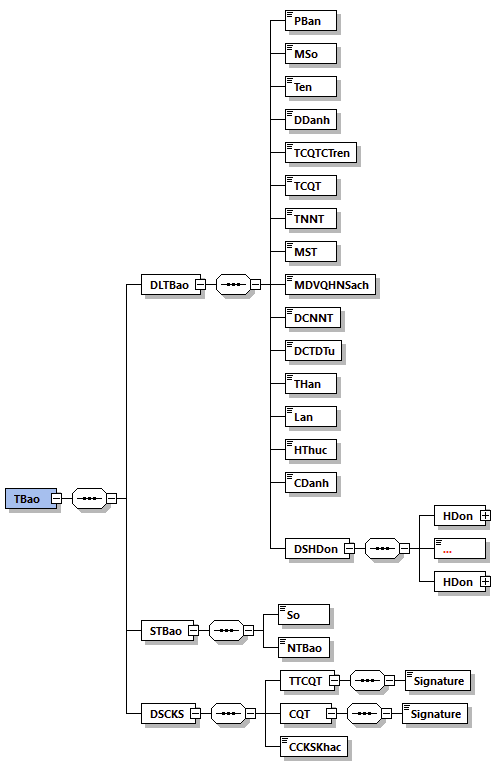 PBan
MSo
Ten
DDanh
TCQTCTren
TCQT
TNNT
MST
DLTBao
MDVQHNSach
DCNNT
DCTDTu
THan
Lan
HThuc
CDanh
TBao
HDon
DSHDon
...
HDon
So
STBao
NTBao
TTCQT
Signature
DSCKS
CQT
Signature
CCKSKhac